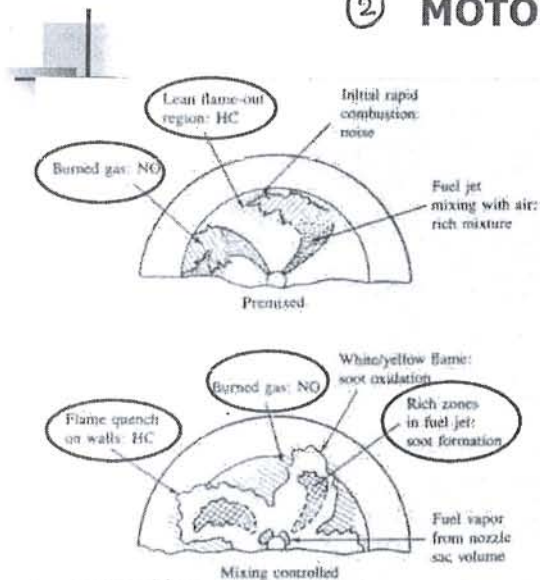 ② MOTO
Lean flame-out
region: HC
Initial rapid
combustion:
noise
Burned gas: NO
Fuel jet
mixing with air:
rich mixture
Premixed
White/yellow flame:
soot oxidation
Burned gas: NO
Rich zones
in fuel jet:
soot formation
Flame quench
on walls: HC
Fuel vapor
from nozzle
sac volume
Mixing controlled